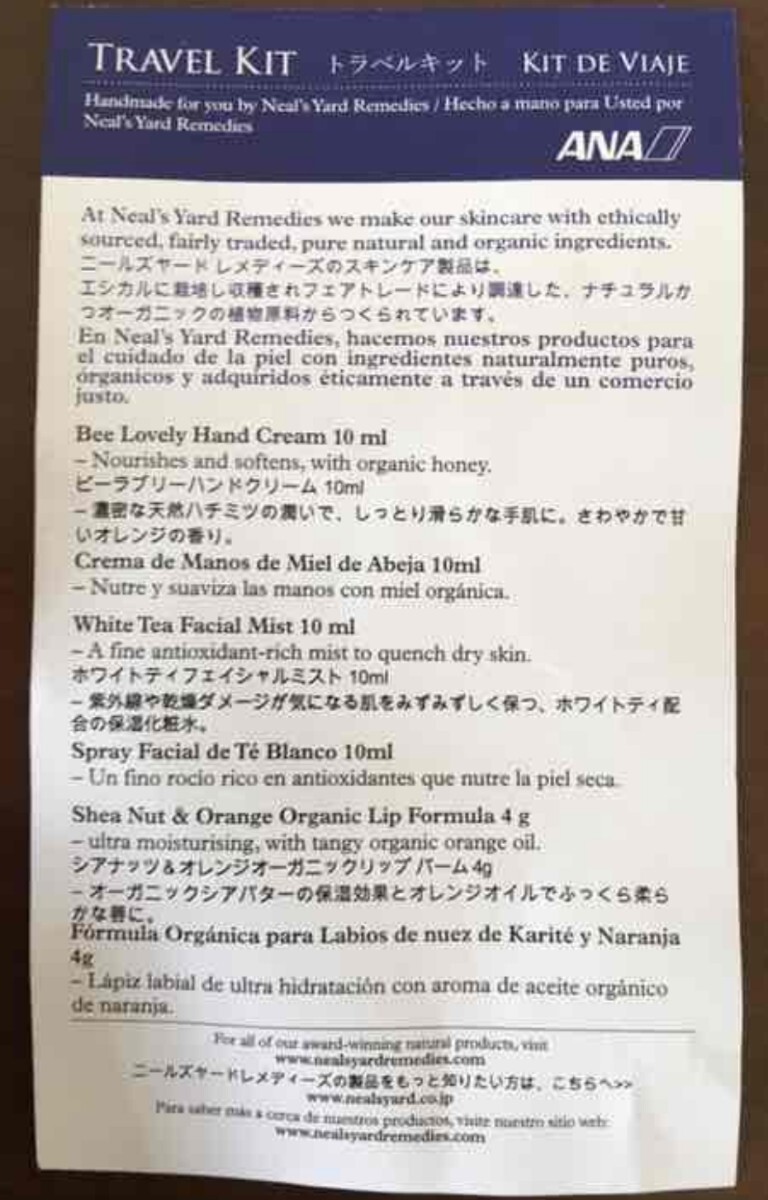 TRAVEL KIT トラベルキット KIT DE VIAJE
Handmade for you by Neal's Yard Remedies / Hecho a mano para Usted por
Neal's Yard Remedies
ANA
At Neal's Yard Remedies we make our skincare with ethically
sourced, fairly traded, pure natural and organic ingredients.
ニールズヤード レメディーズのスキンケア製品は、
エシカルに栽培し収穫されフェアトレードにより調達した、ナチュラルか
つオーガニックの植物原料からつくられています。
En Neal's Yard Remedies, hacemos nuestros productos para
el cuidado de la piel con ingredientes naturalmente puros,
órganicos y adquiridos éticamente a través de un comercio
justo.
Bee Lovely Hand Cream 10 ml
– Nourishes and softens, with organic honey.
ビーラブリーハンドクリーム 10ml
– 濃密な天然ハチミツの潤いで、しっとり滑らかな手肌に。さわやかで甘
いオレンジの香り。
Crema de Manos de Miel de Abeja 10ml
– Nutre y suaviza las manos con miel orgánica.
White Tea Facial Mist 10 ml
– A fine antioxidant-rich mist to quench dry skin.
ホワイトティフェイシャルミスト 10ml
– 紫外線や乾燥ダメージが気になる肌をみずみずしく保つ、ホワイトティ配
合の保湿化粧水。
Spray Facial de Té Blanco 10ml
– Un fino rocío rico en antioxidantes que nutre la piel seca.
Shea Nut & Orange Organic Lip Formula 4 g
– ultra moisturising, with tangy organic orange oil.
シアナッツ&オレンジオーガニックリップ バーム 4g
– オーガニックシアバターの保湿効果とオレンジオイルでふっくら柔ら
かな唇に。
Fórmula Orgánica para Labios de nuez de Karité y Naranja
4g
– Lápiz labial de ultra hidratación con aroma de aceite orgánico
de naranja.
For all of our award-winning natural products, visit
www.nealsyardremedies.com
ニールズヤードレメディーズの製品をもっと知りたい方は、こちらへ>>
www.nealsyard.co.jp
Para saber más a cerca de nuestros productos, visite nuestro sitio web:
www.nealsyardremedies.com